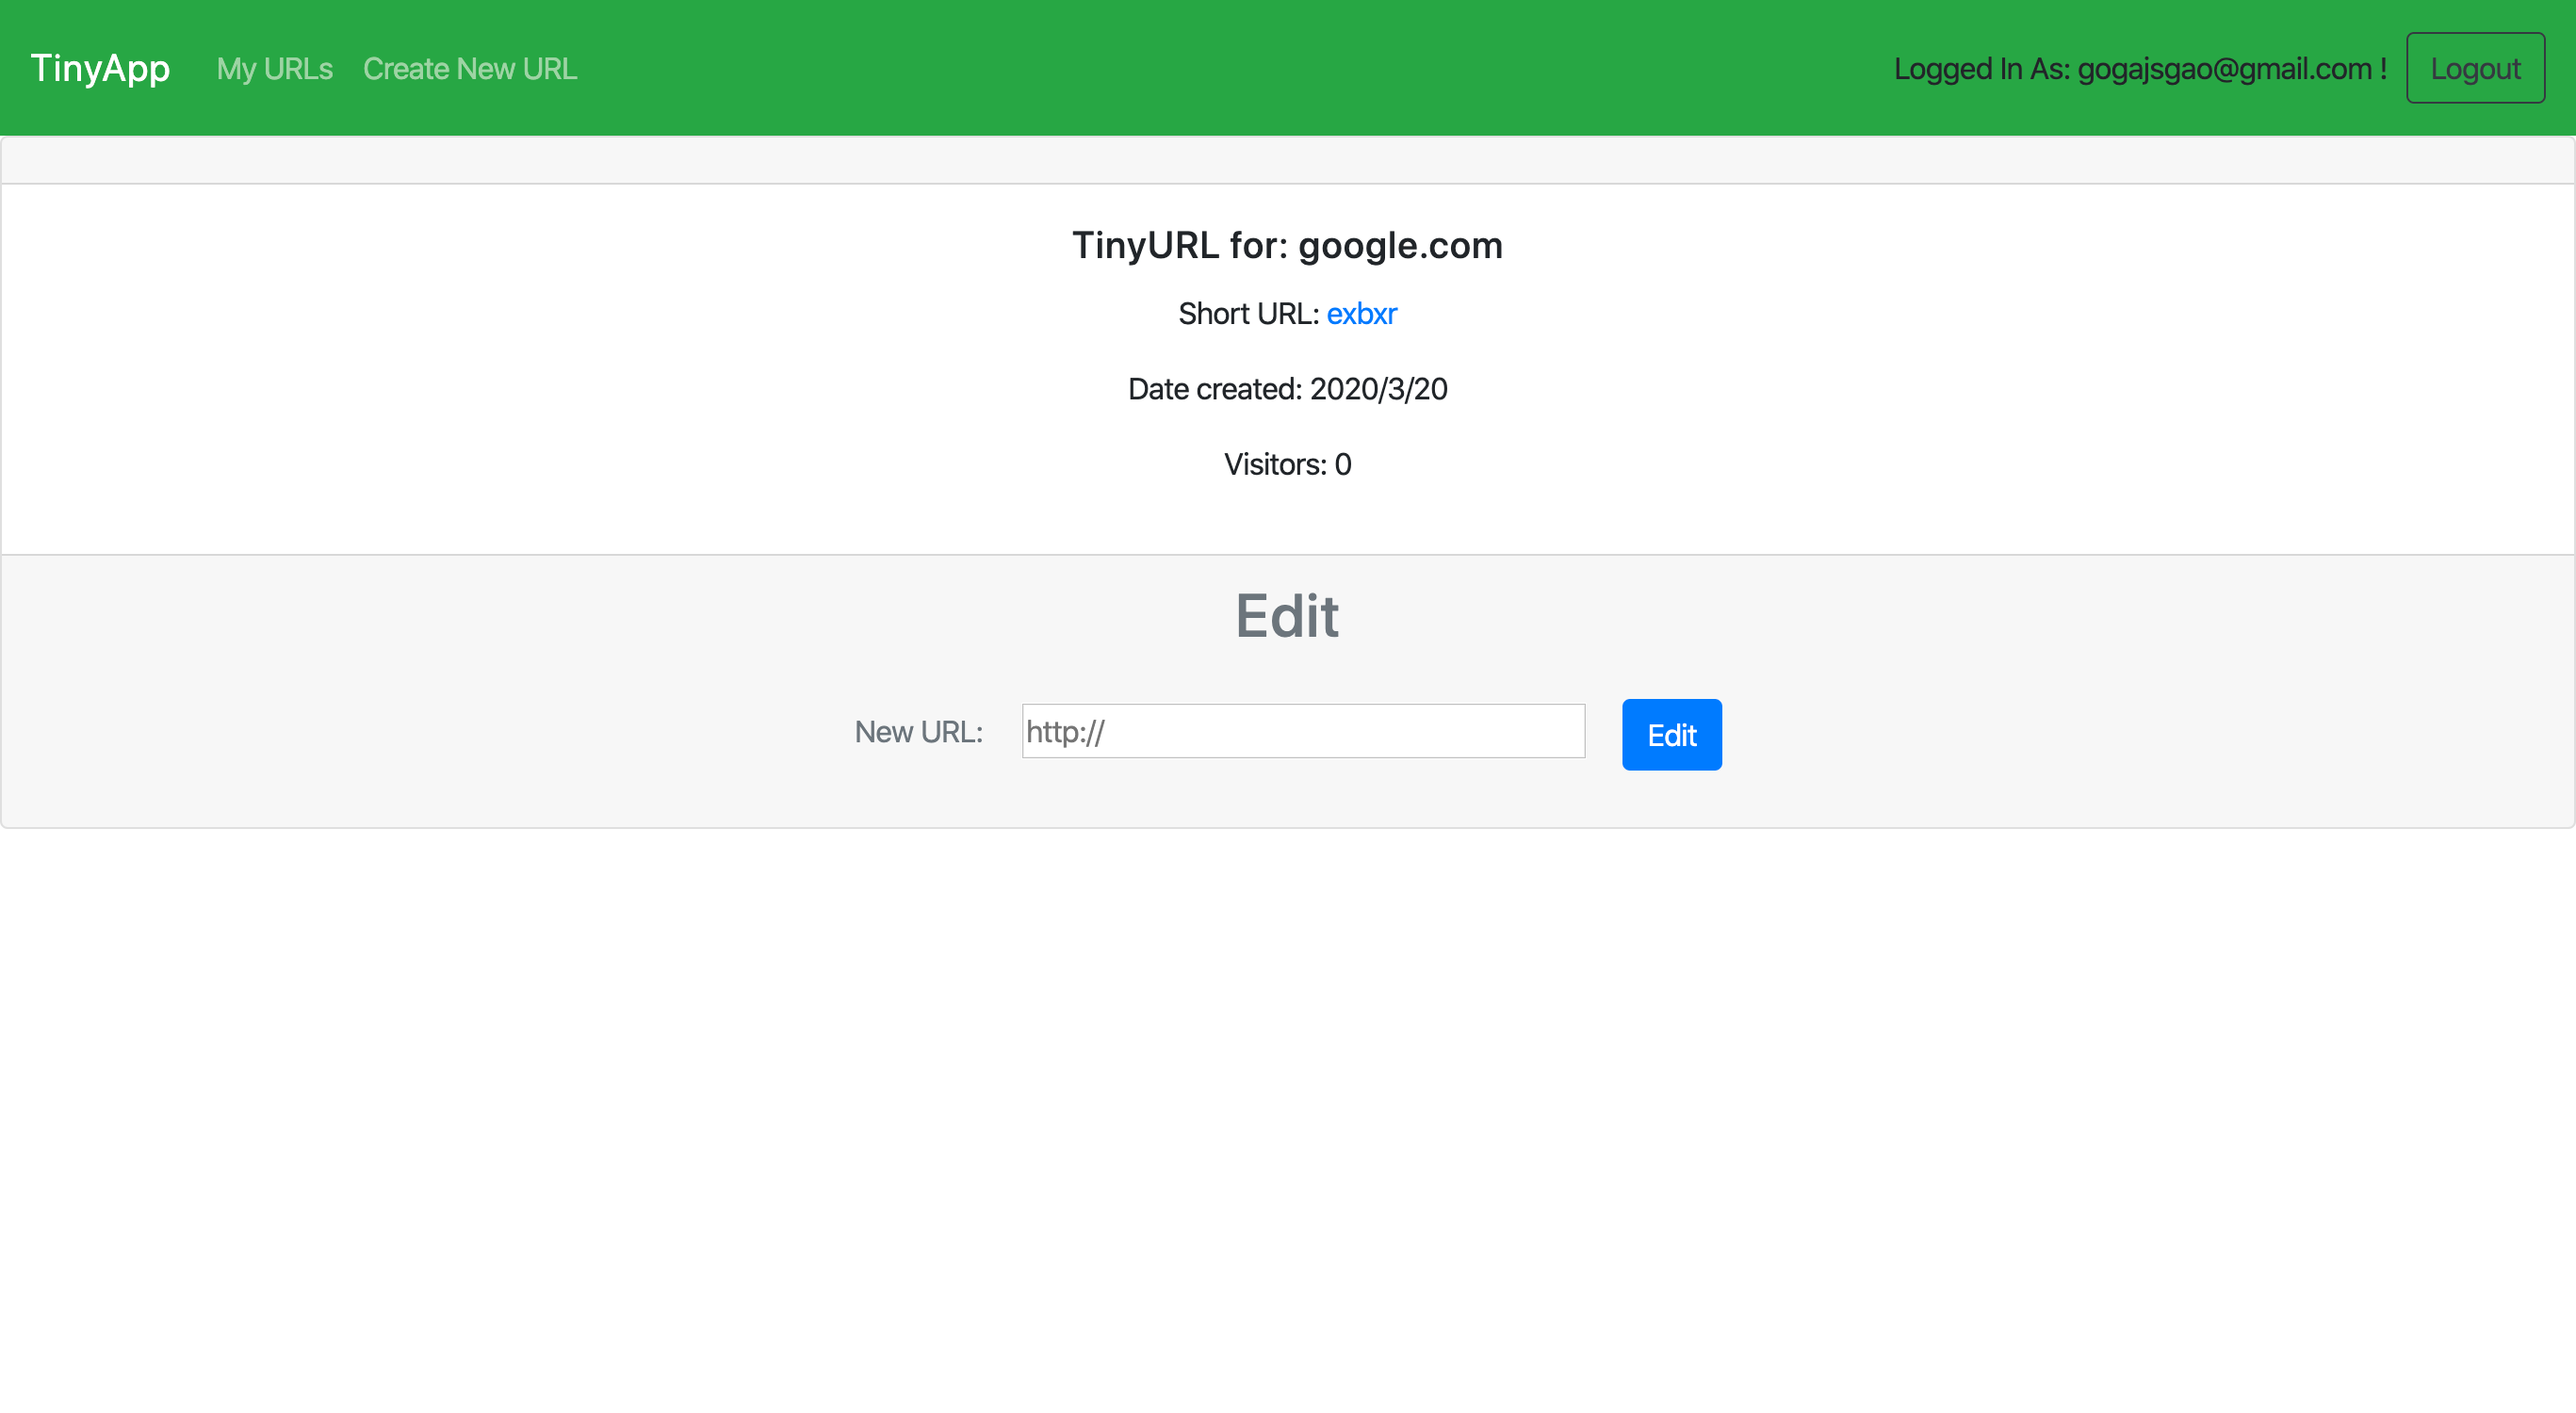 TinyApp My URLs Create New URL Logged In As: gogajsgao@gmail.com ! Logout
TinyURL for: google.com
Short URL: exbxr
Date created: 2020/3/20
Visitors: 0
Edit
New URL: http:// Edit